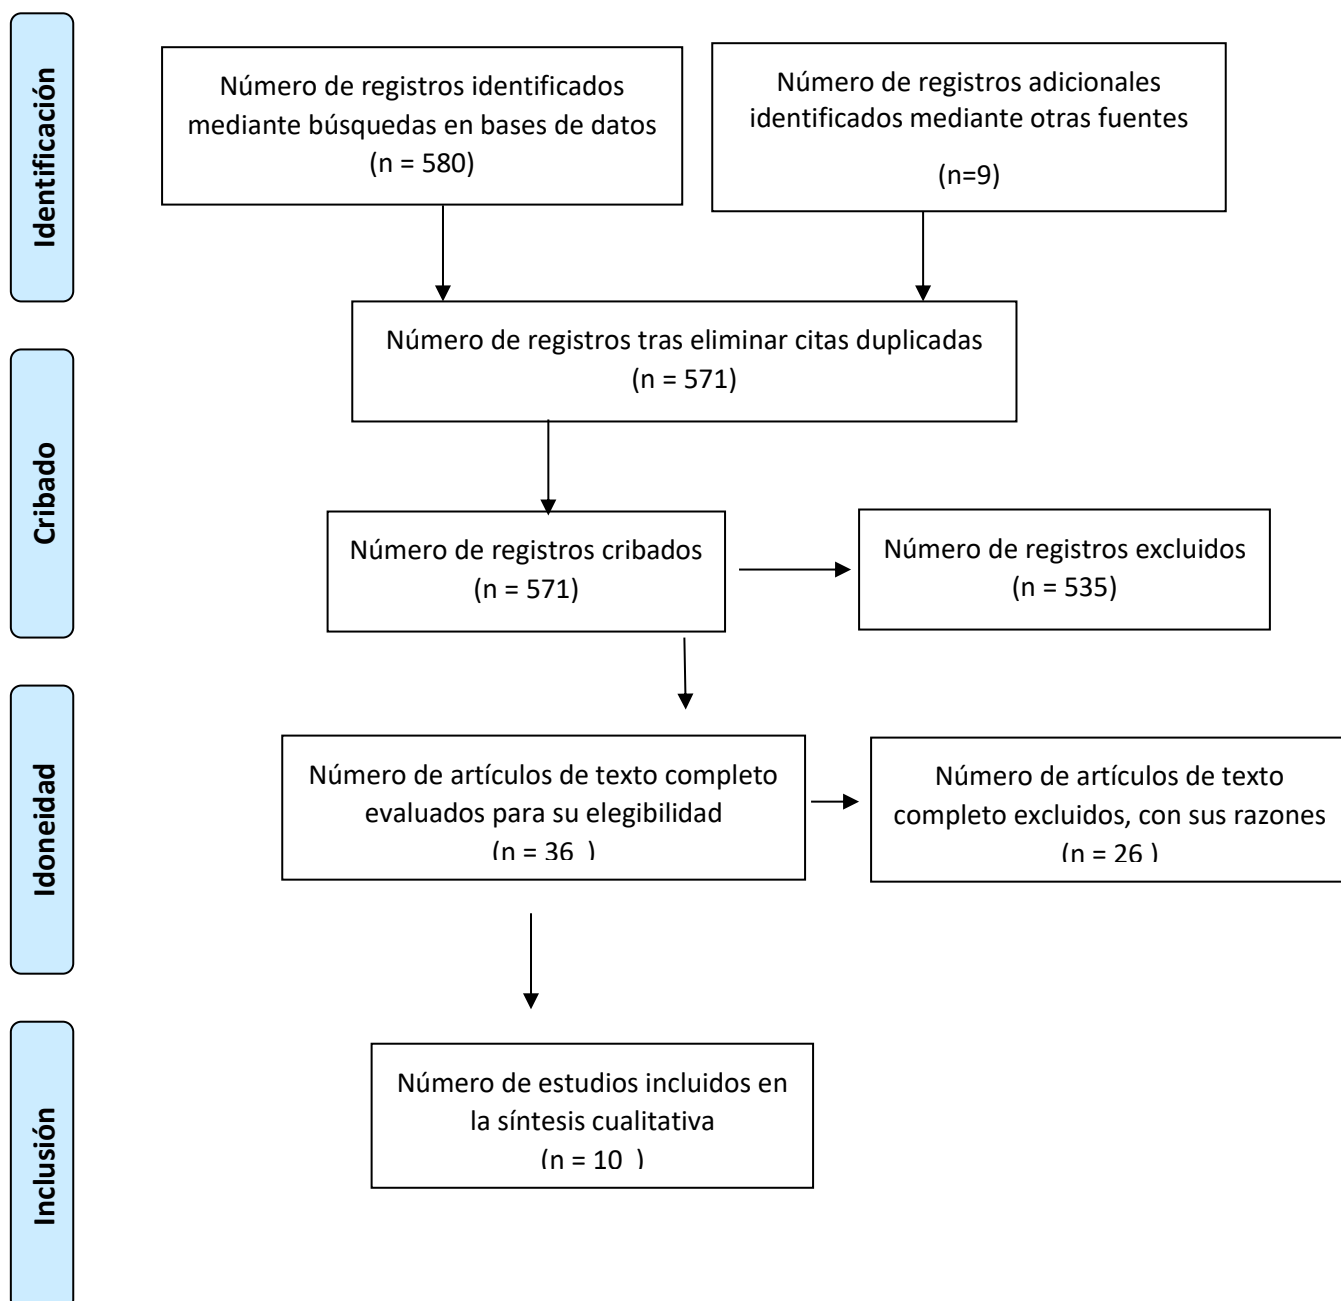 Identificación
Número de registros identificados
mediante búsquedas en bases de datos
(n = 580)
Número de registros adicionales
identificados mediante otras fuentes
(n=9)
Número de registros tras eliminar citas duplicadas
(n = 571)
Cribado
Número de registros cribados
(n = 571)
Número de registros excluidos
(n = 535)
Idoneidad
Número de artículos de texto completo
evaluados para su elegibilidad
(n = 36 )
Número de artículos de texto
completo excluidos, con sus razones
(n = 26 )
Inclusión
Número de estudios incluidos en
la síntesis cualitativa
(n = 10 )